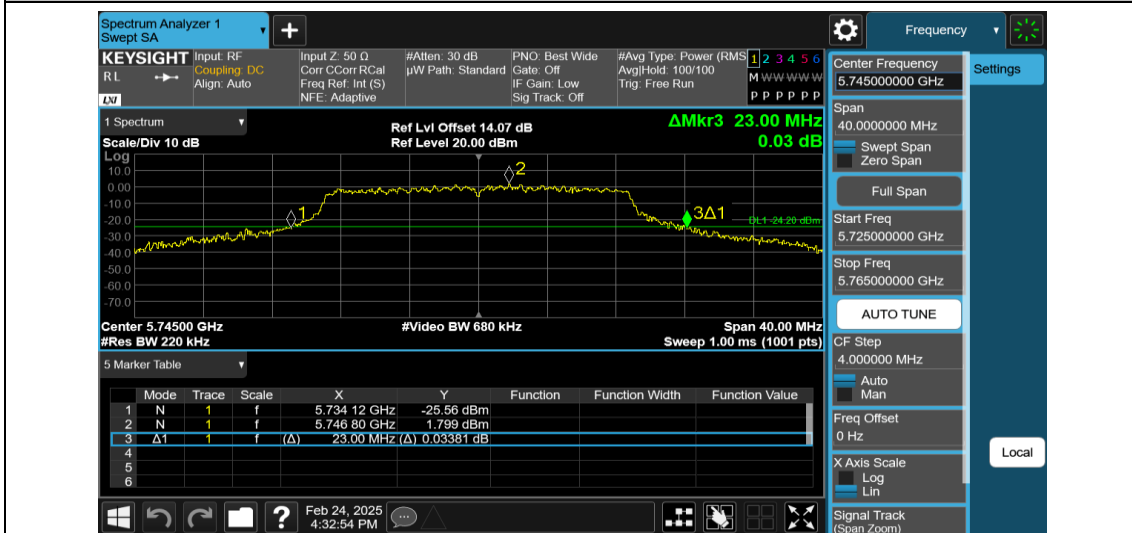 Spectrum Analyzer 1
Swept SA
Frequency
KEYSIGHT
RL
LXI
Input: RF
Coupling: DC
Align: Auto
Input Z: 50 Ω
Corr CCorr RCal
Freq Ref: Int (S)
NFE: Adaptive
#Atten: 30 dB
µW Path: Standard
PNO: Best Wide
Gate: Off
IF Gain: Low
Sig Track: Off
#Avg Type: Power (RMS
Avg|Hold: 100/100
Trig: Free Run
1 2 3 4 5 6
M W W W W W
P P P P P P
1 Spectrum
Scale/Div 10 dB
Ref Lvl Offset 14.07 dB
Ref Level 20.00 dBm
ΔMkr3 23.00 MHz
0.03 dB
Log
10.0
0.00
-10.0
-20.0
-30.0
-40.0
-50.0
-60.0
-70.0
1
2
3Δ1
DL1 -24.20 dBm
Center 5.74500 GHz
#Video BW 680 kHz
Span 40.00 MHz
#Res BW 220 kHz
Sweep 1.00 ms (1001 pts)
5 Marker Table
Mode Trace Scale X Y Function Function Width Function Value
1 N 1 f 5.734 12 GHz -25.56 dBm
2 N 1 f 5.746 80 GHz 1.799 dBm
3 Δ1 1 f (Δ) 23.00 MHz (Δ) 0.03381 dB
4
5
6
Feb 24, 2025
4:32:54 PM
Center Frequency
5.745000000 GHz
Span
40.0000000 MHz
Swept Span
Zero Span
Full Span
Start Freq
5.725000000 GHz
Stop Freq
5.765000000 GHz
AUTO TUNE
CF Step
4.000000 MHz
Auto
Man
Freq Offset
0 Hz
X Axis Scale
Log
Lin
Signal Track
(Span Zoom)
Settings
Local